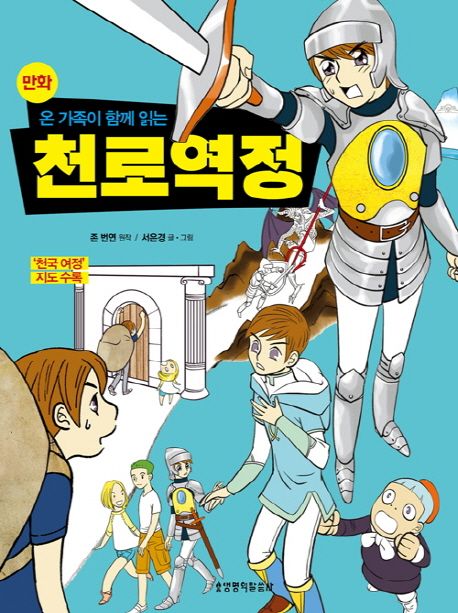 만화
온 가족이 함께 읽는
천로역정
존 번연 원작 / 서은경 글·그림
'천국 여정'
지도 수록
생명의말씀사